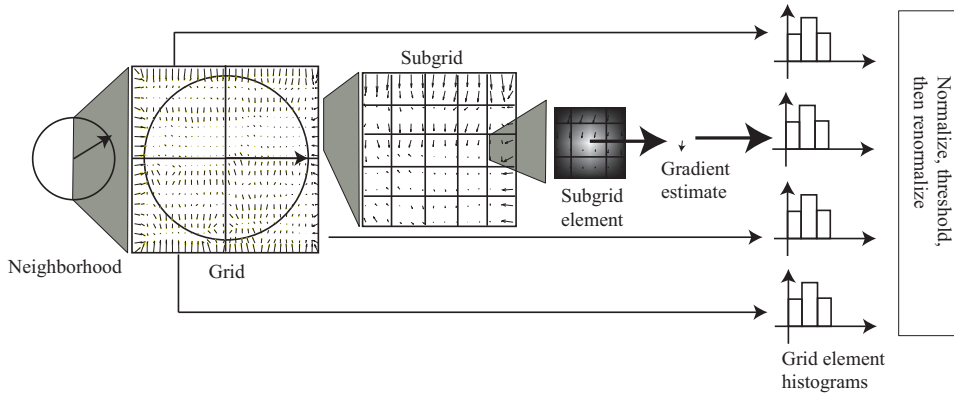 Subgrid
Neighborhood
Grid
Subgrid
element
Gradient
estimate
Grid element
histograms
Normalize, threshold,
then renormalize